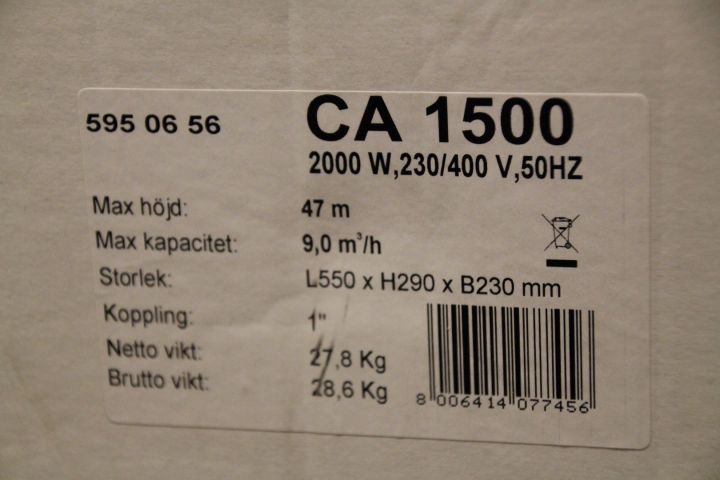 595 06 56
CA 1500
2000 W,230/400 V,50HZ
Max höjd: 47 m
Max kapacitet: 9,0 m³/h
Storlek: L550 x H290 x B230 mm
Koppling: 1"
Netto vikt: 27,8 Kg
Brutto vikt: 28,6 Kg
8 006414 077456